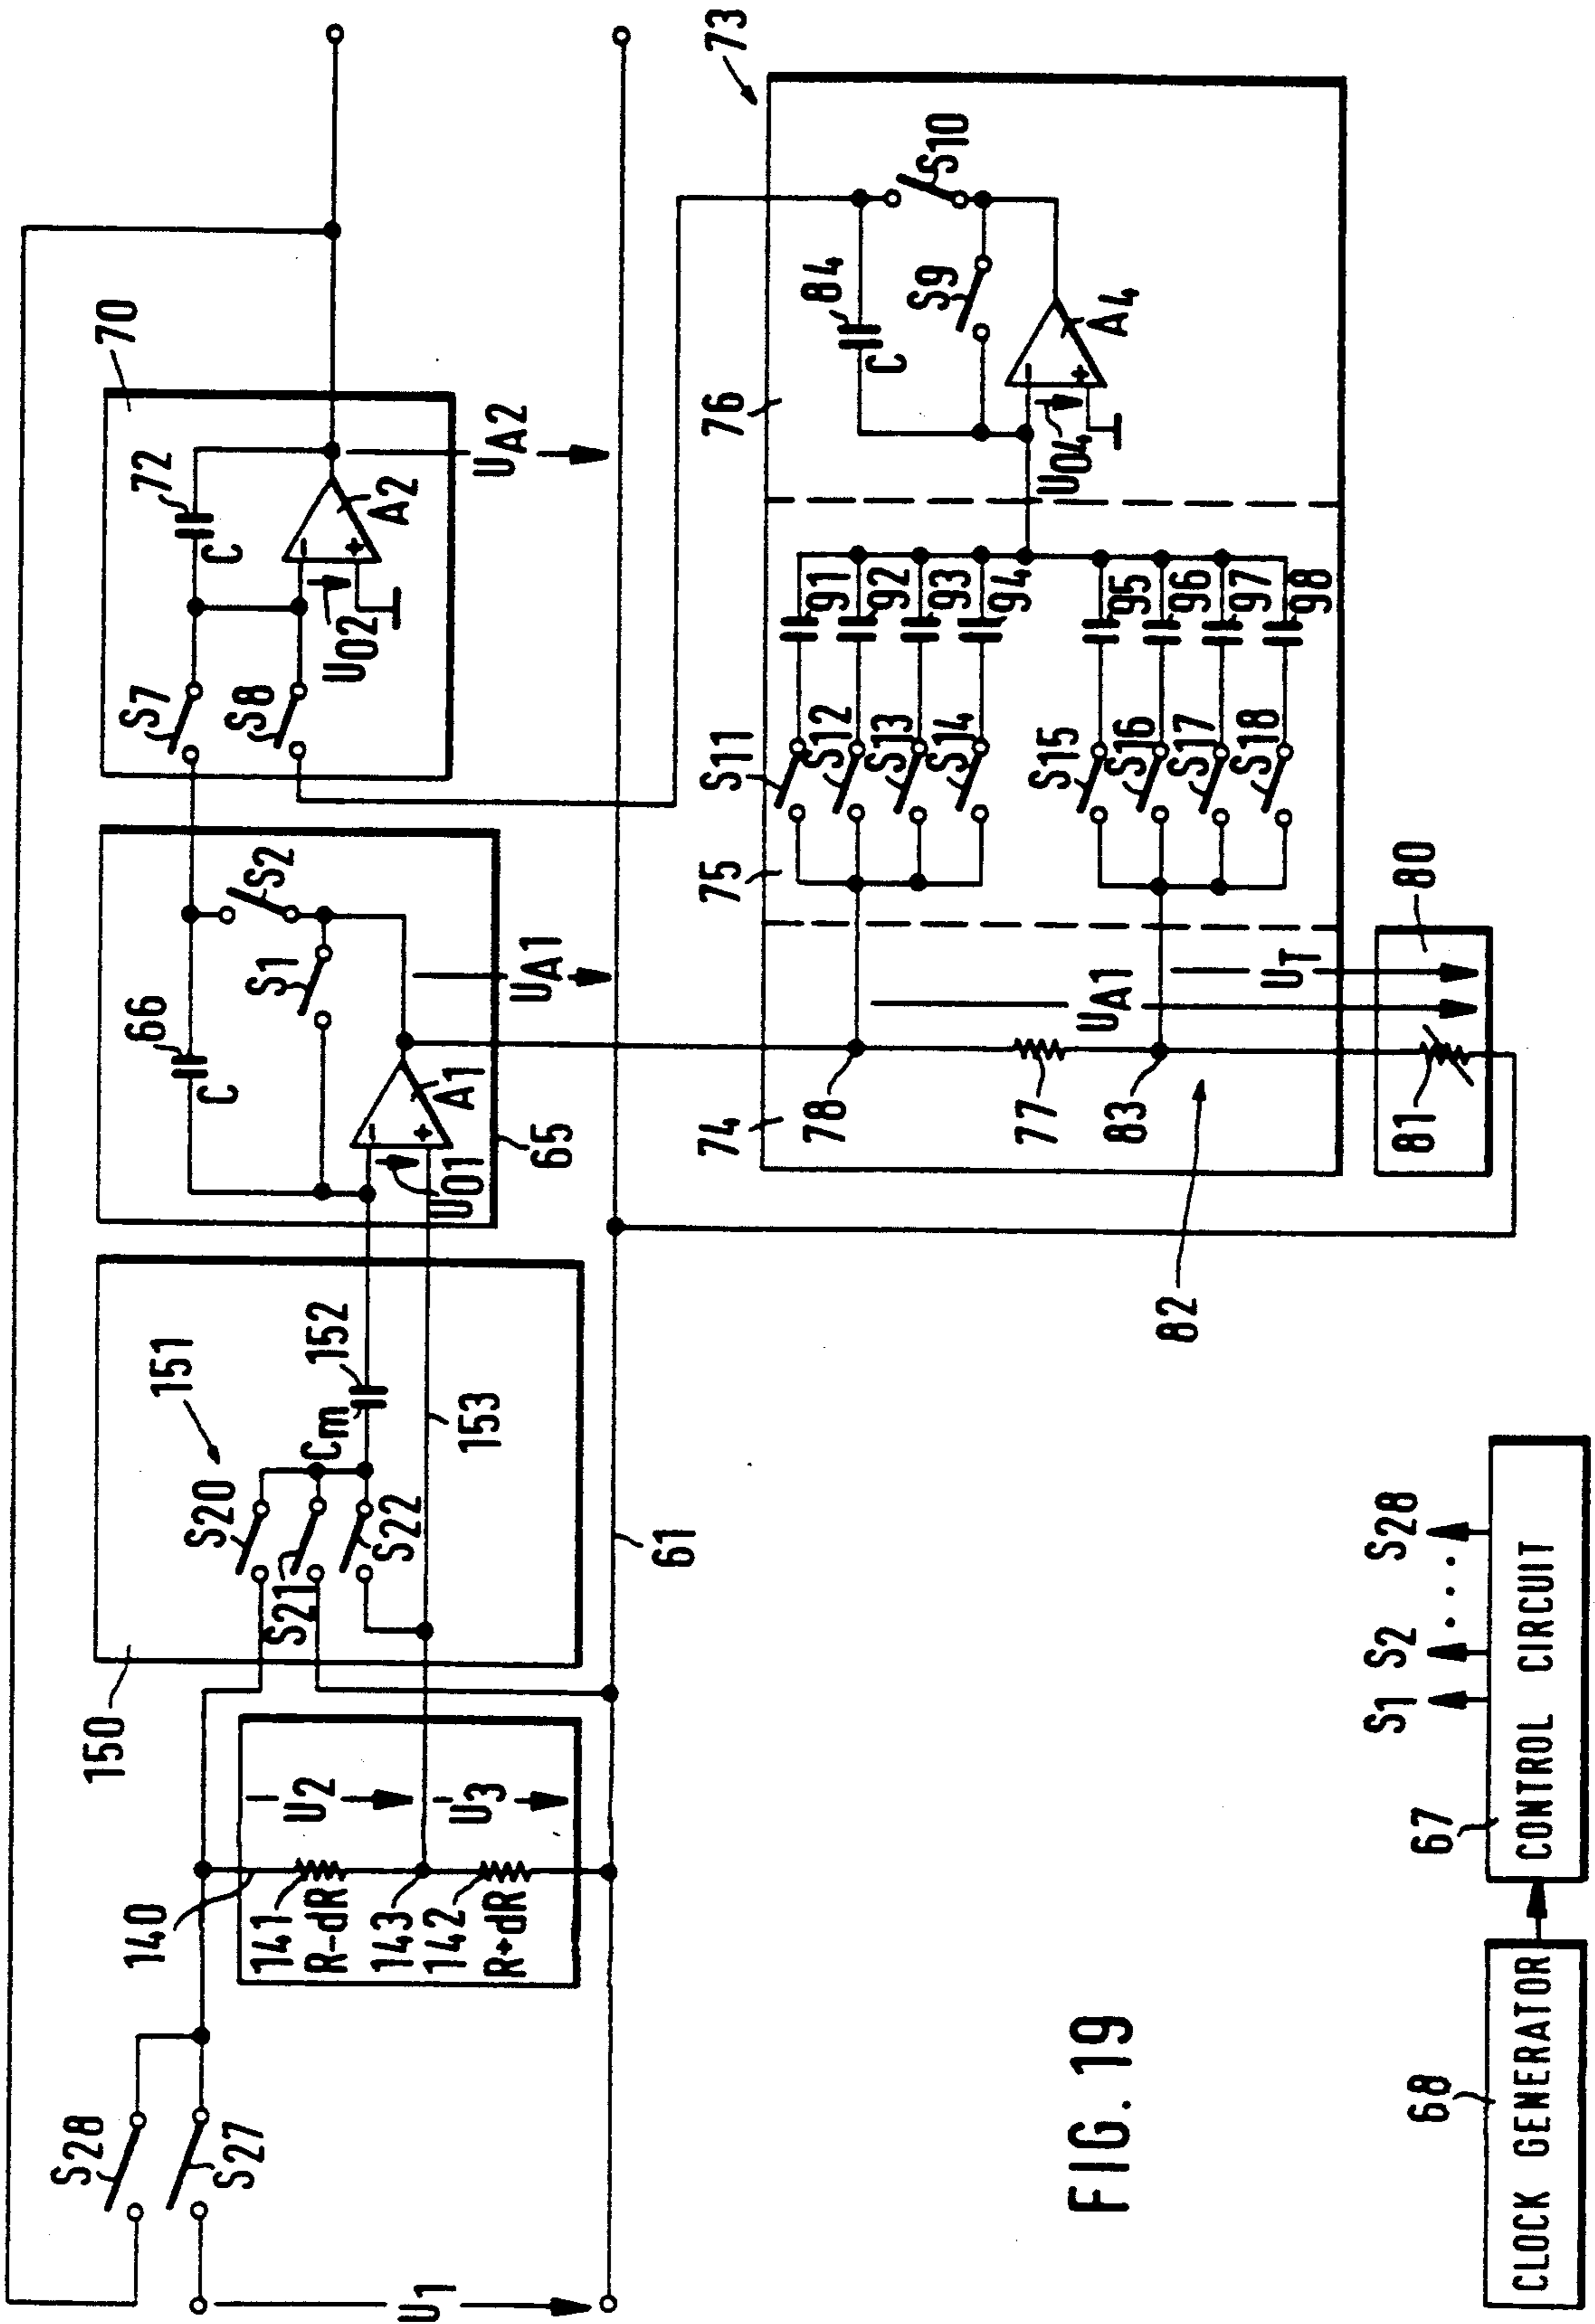 S28
S27
U1
140
141
R-dR
143
142
R+dR
U2
U3
150
S20
S21
S22
151
Cm
152
153
61
66
C
S1
S2
A1
U01
65
UA1
70
S7
S8
72
C
A2
U02
UA2
73
74
75
76
78
77
83
82
UA1
UT
80
81
S11
S12
S13
S14
S15
S16
S17
S18
91
92
93
94
95
96
97
98
84
C
S9
S10
A4
U04
FIG. 19
68
CLOCK GENERATOR
67
CONTROL CIRCUIT
S1 S2 ... S28